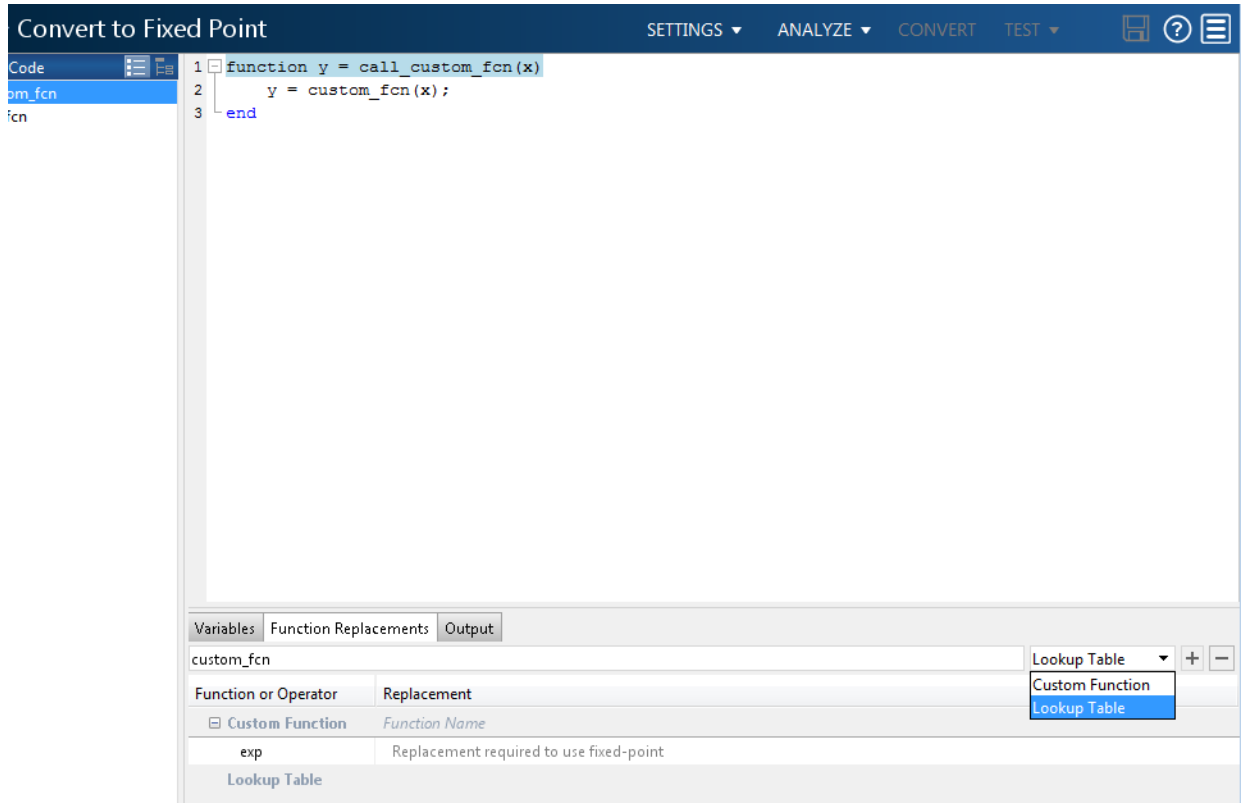 Convert to Fixed Point SETTINGS ANALYZE CONVERT TEST ?
Code
om_fcn
fcn
1 function y = call_custom_fcn(x)
2 y = custom_fcn(x);
3 end
Variables Function Replacements Output
custom_fcn Lookup Table + −
Custom Function
Lookup Table
Function or Operator Replacement
Custom Function Function Name
exp Replacement required to use fixed-point
Lookup Table